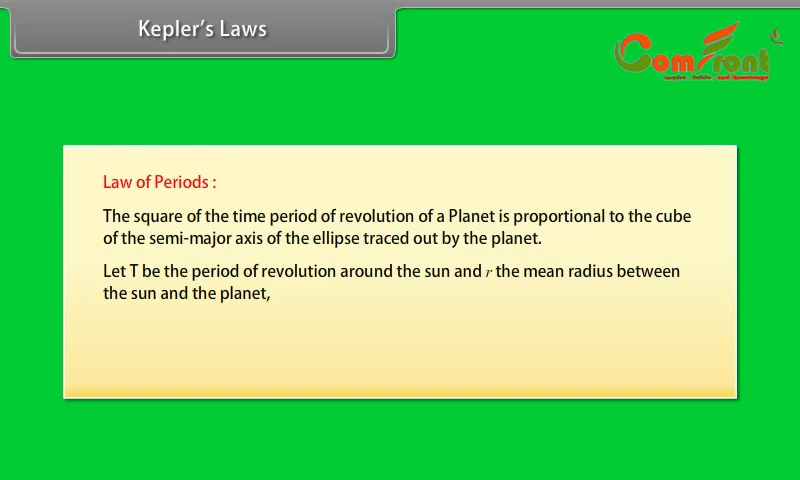 Kepler’s Laws
ComFront
Law of Periods :
The square of the time period of revolution of a Planet is proportional to the cube
of the semi-major axis of the ellipse traced out by the planet.
Let T be the period of revolution around the sun and r the mean radius between
the sun and the planet,